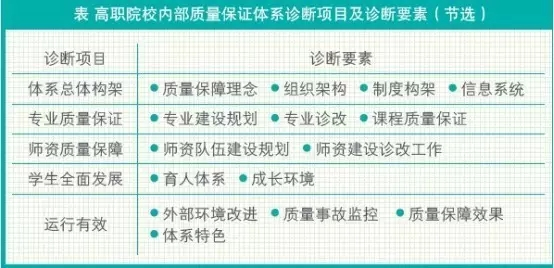 表 高职院校内部质量保证体系诊断项目及诊断要素（节选）
诊断项目 诊断要素
体系总体构架 ●质量保障理念 ●组织架构 ●制度构架 ●信息系统
专业质量保证 ●专业建设规划 ●专业诊改 ●课程质量保证
师资质量保障 ●师资队伍建设规划 ●师资建设诊改工作
学生全面发展 ●育人体系 ●成长环境
运行有效 ●外部环境改进 ●质量事故监控 ●质量保障效果
●体系特色